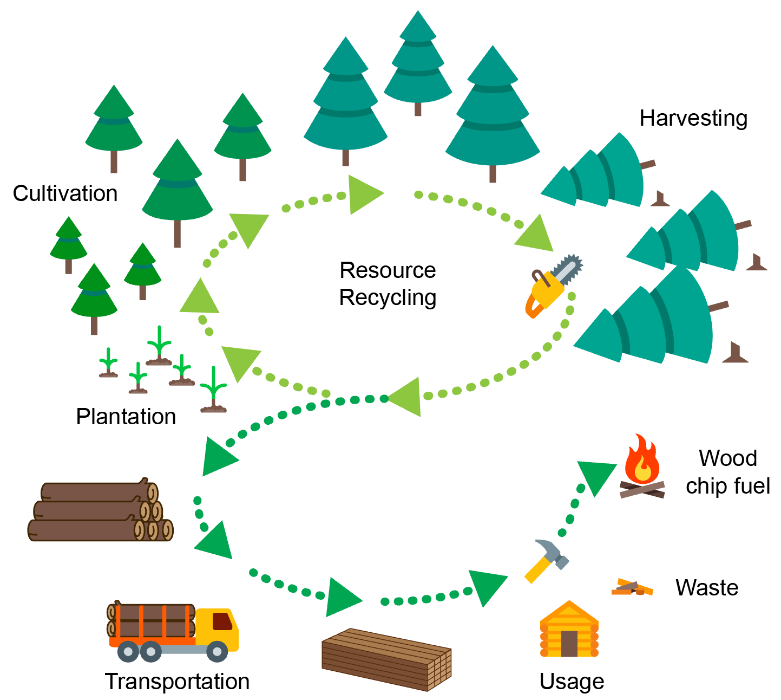 Harvesting
Cultivation
Resource
Recycling
Plantation
Wood
chip fuel
Waste
Transportation
Usage